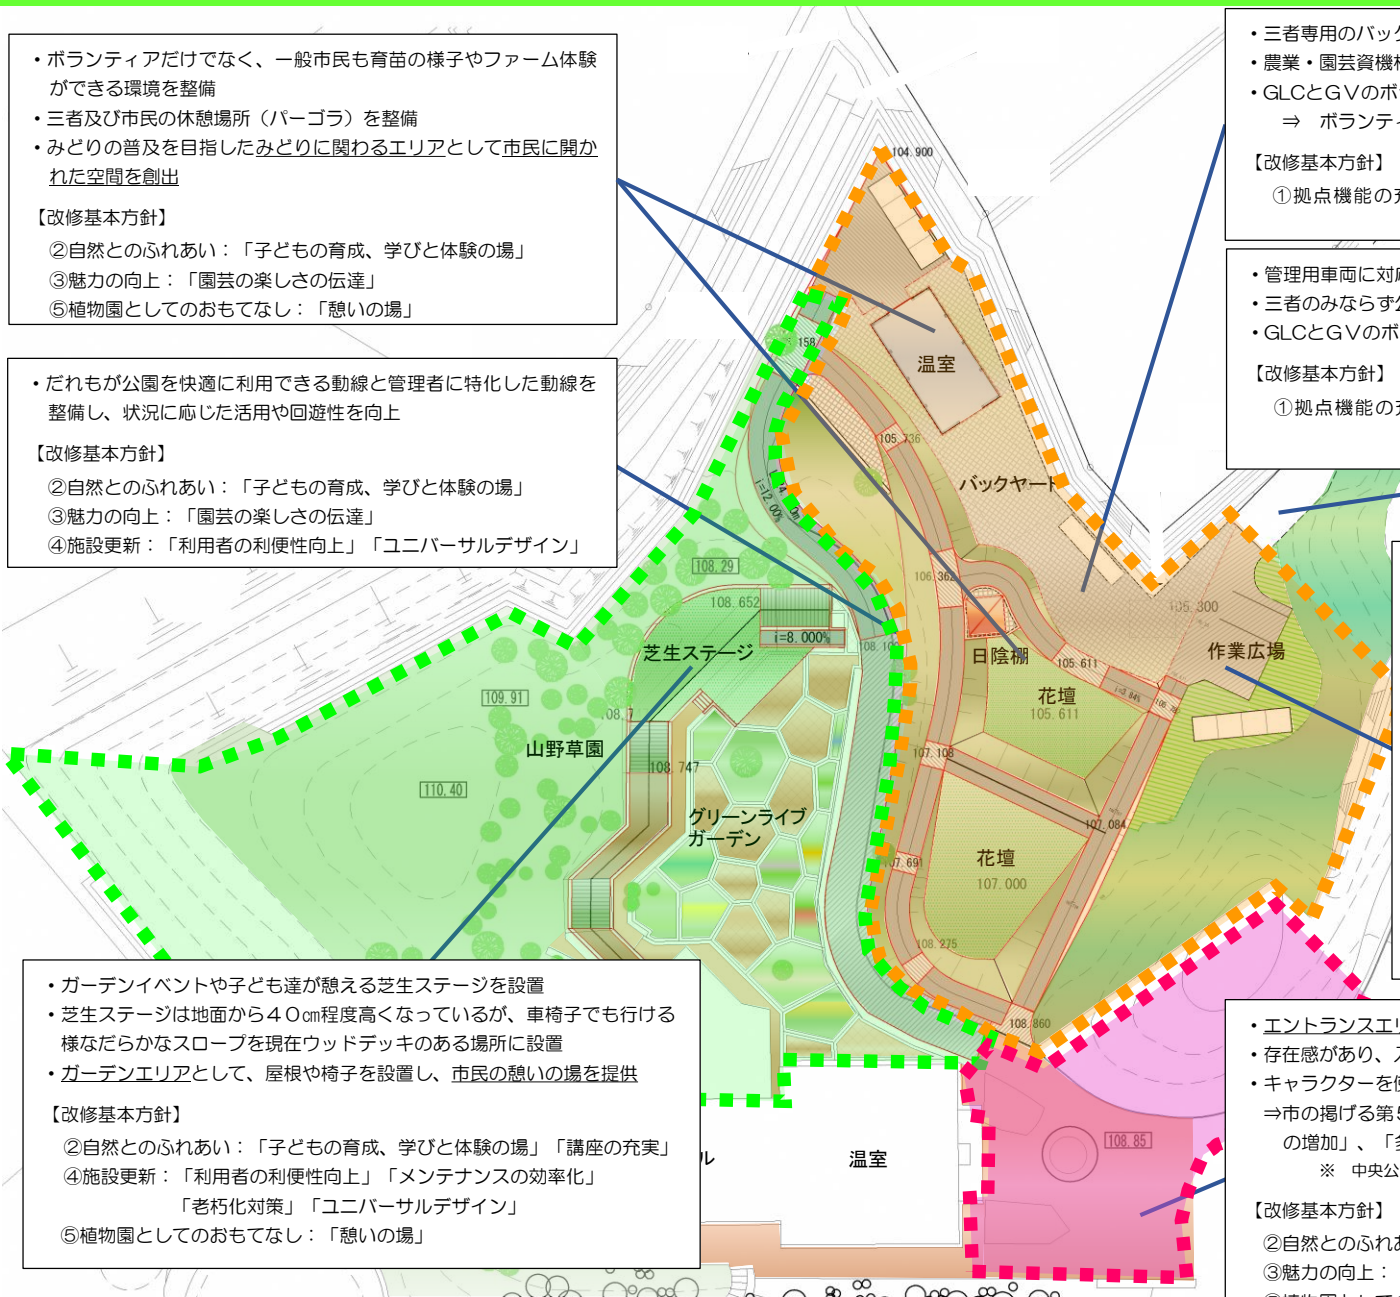 ・ボランティアだけでなく、一般市民も育苗の様子やファーム体験
ができる環境を整備
・三者及び市民の休憩場所（パーゴラ）を整備
・みどりの普及を目指したみどりに関わるエリアとして市民に開か
れた空間を創出
【改修基本方針】
②自然とのふれあい：「子どもの育成、学びと体験の場」
③魅力の向上：「園芸の楽しさの伝達」
⑤植物園としてのおもてなし：「憩いの場」
・だれもが公園を快適に利用できる動線と管理者に特化した動線を
整備し、状況に応じた活用や回遊性を向上
【改修基本方針】
②自然とのふれあい：「子どもの育成、学びと体験の場」
③魅力の向上：「園芸の楽しさの伝達」
④施設更新：「利用者の利便性向上」「ユニバーサルデザイン」
・ガーデンイベントや子ども達が憩える芝生ステージを設置
・芝生ステージは地面から４０㎝程度高くなっているが、車椅子でも行ける
様なだらかなスロープを現在ウッドデッキのある場所に設置
・ガーデンエリアとして、屋根や椅子を設置し、市民の憩いの場を提供
【改修基本方針】
②自然とのふれあい：「子どもの育成、学びと体験の場」「講座の充実」
④施設更新：「利用者の利便性向上」「メンテナンスの効率化」
「老朽化対策」「ユニバーサルデザイン」
⑤植物園としてのおもてなし：「憩いの場」
・三者専用のバック
・農業・園芸資機
・GLCとGVのボ
⇒　ボランティ
【改修基本方針】
①拠点機能の
・管理用車両に対
・三者のみならず
・GLCとGVのボ
【改修基本方針】
①拠点機能の
・エントランスエリ
・存在感があり、
・キャラクターを
⇒市の掲げる第
の増加」、「
※　中央公
【改修基本方針】
②自然とのふれあ
③魅力の向上：
104.900
158
温室
105.736
バックヤード
i=12.00%
106.362
108.29
108.652
i=8.000%
芝生ステージ
日陰棚
105.611
105.300
作業広場
花壇
105.611
109.91
山野草園
108.747
107.108
110.40
グリーンライブ
ガーデン
107.084
花壇
107.000
107.691
108.275
108.860
108.85
ル
温室